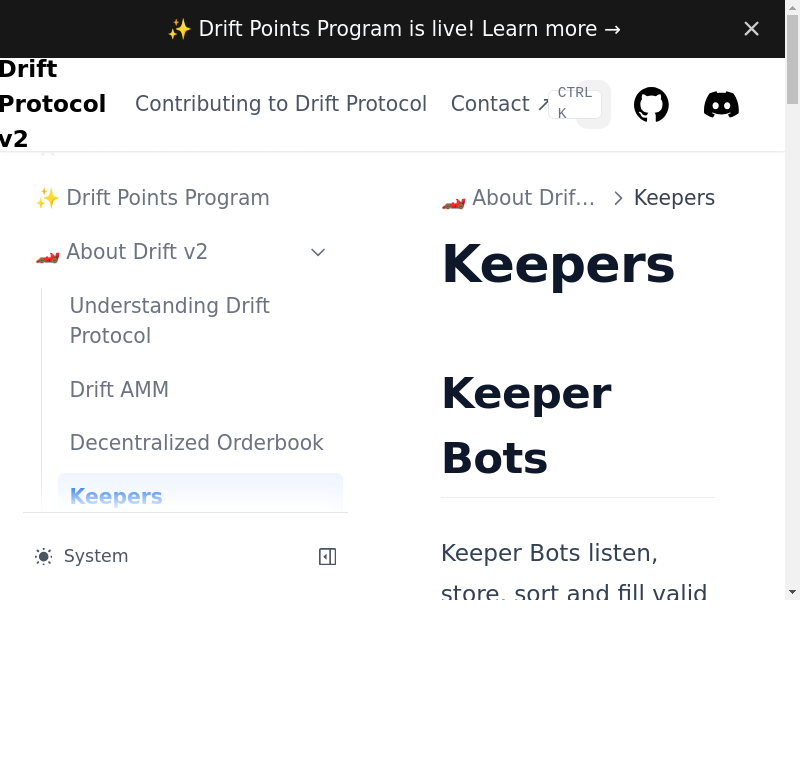 ✨ Drift Points Program is live! Learn more →
Drift
Protocol
v2
Contributing to Drift Protocol
Contact ↗
CTRL
K
✨ Drift Points Program
🏎️ About Drift v2
Understanding Drift
Protocol
Drift AMM
Decentralized Orderbook
Keepers
System
🏎️ About Drif… > Keepers
Keepers
Keeper
Bots
Keeper Bots listen,
store, sort and fill valid